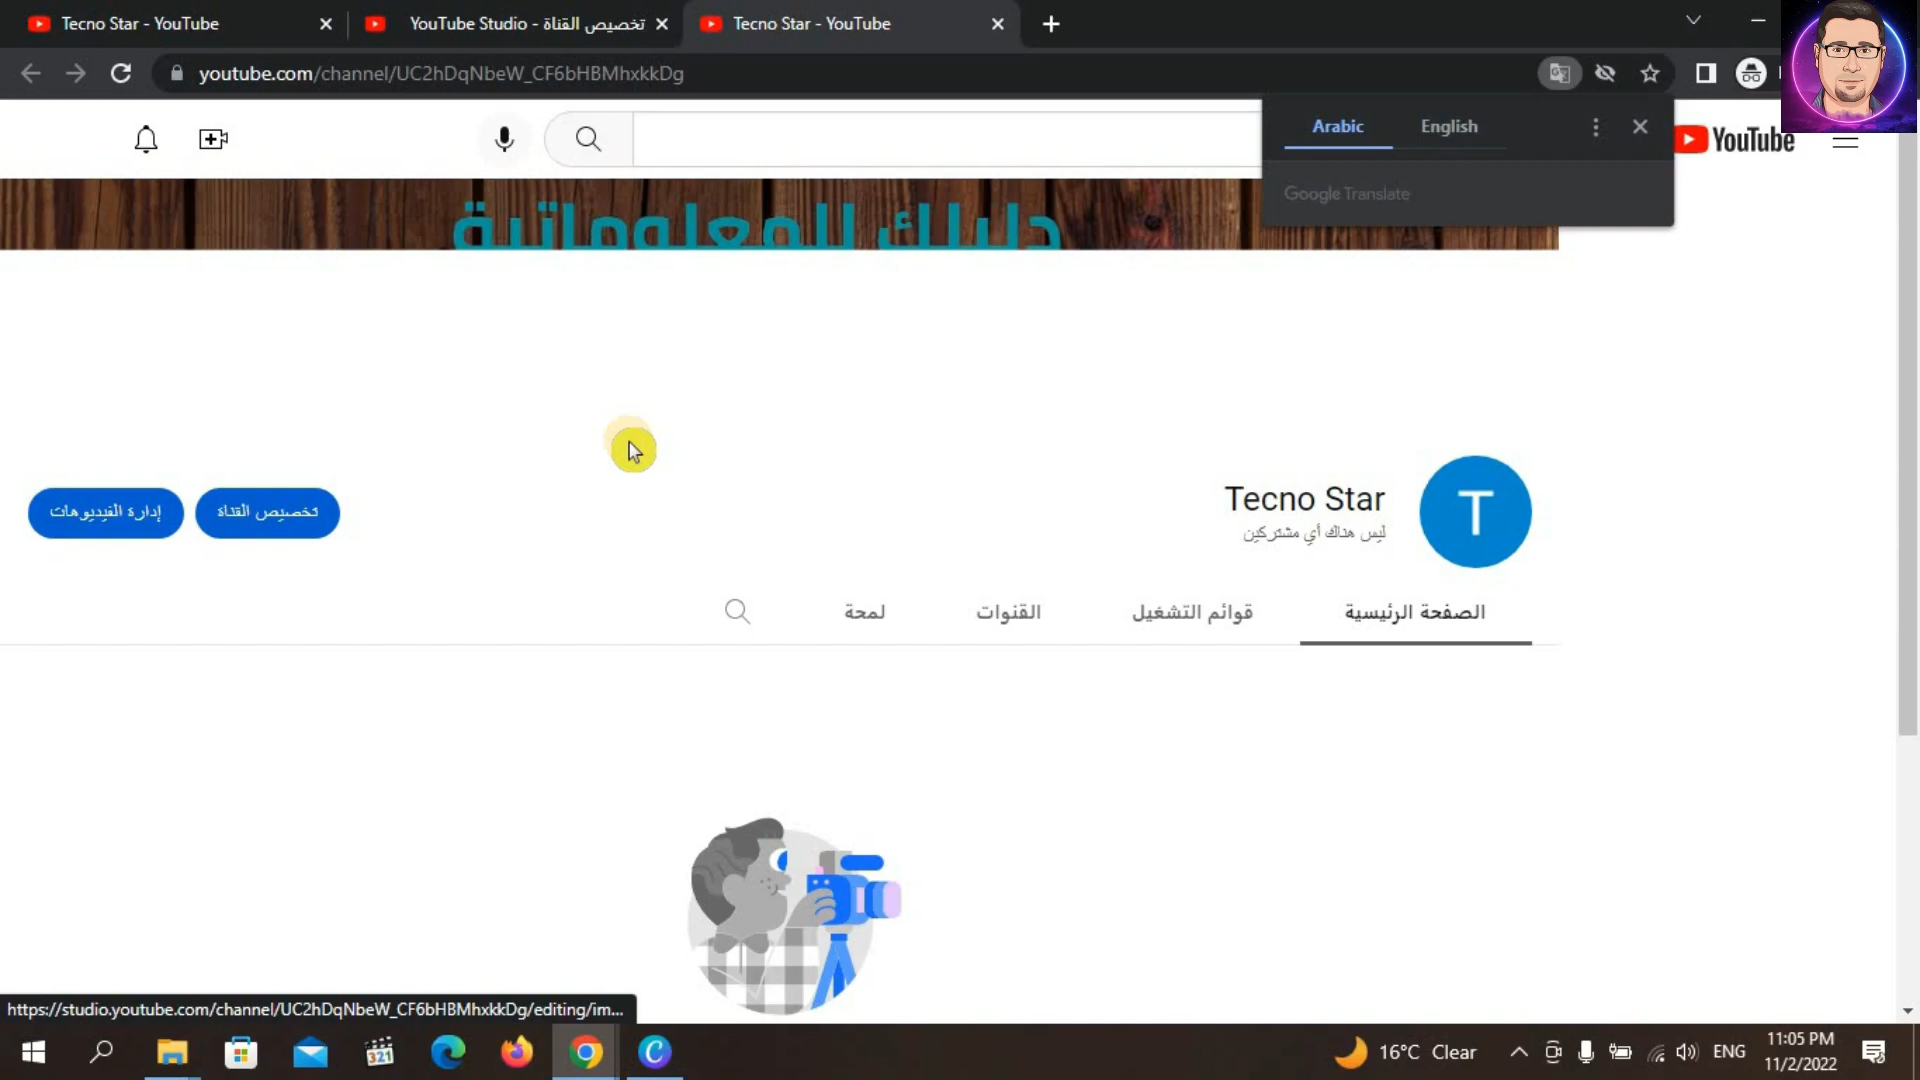 Tecno Star - YouTube
YouTube Studio - تخصيص القناة
Tecno Star - YouTube
youtube.com/channel/UC2hDqNbeW_CF6bHBMhxkkDg
Arabic
English
Google Translate
YouTube
دليلك للمعلوماتية
Tecno Star
ليس هناك أي مشتركين
T
تخصيص القناة
إدارة الفيديوهات
الصفحة الرئيسية
قوائم التشغيل
القنوات
لمحة
https://studio.youtube.com/channel/UC2hDqNbeW_CF6bHBMhxkkDg/editing/im...
321
16°C Clear
ENG
11:05 PM
11/2/2022